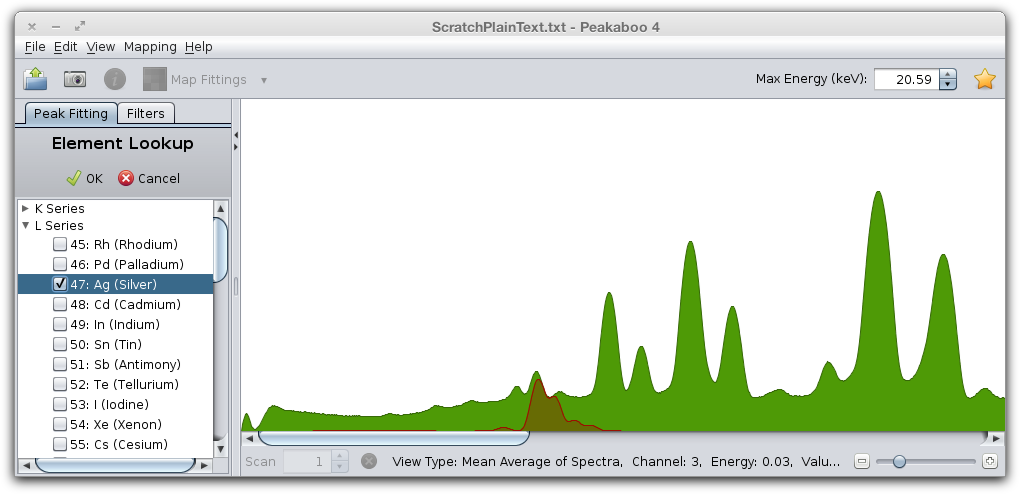 ScratchPlainText.txt - Peakaboo 4
File Edit View Mapping Help
Map Fittings Max Energy (keV): 20.59
Peak Fitting Filters
Element Lookup
OK Cancel
K Series
L Series
45: Rh (Rhodium)
46: Pd (Palladium)
47: Ag (Silver)
48: Cd (Cadmium)
49: In (Indium)
50: Sn (Tin)
51: Sb (Antimony)
52: Te (Tellurium)
53: I (Iodine)
54: Xe (Xenon)
55: Cs (Cesium)
Scan 1 View Type: Mean Average of Spectra, Channel: 3, Energy: 0.03, Valu...